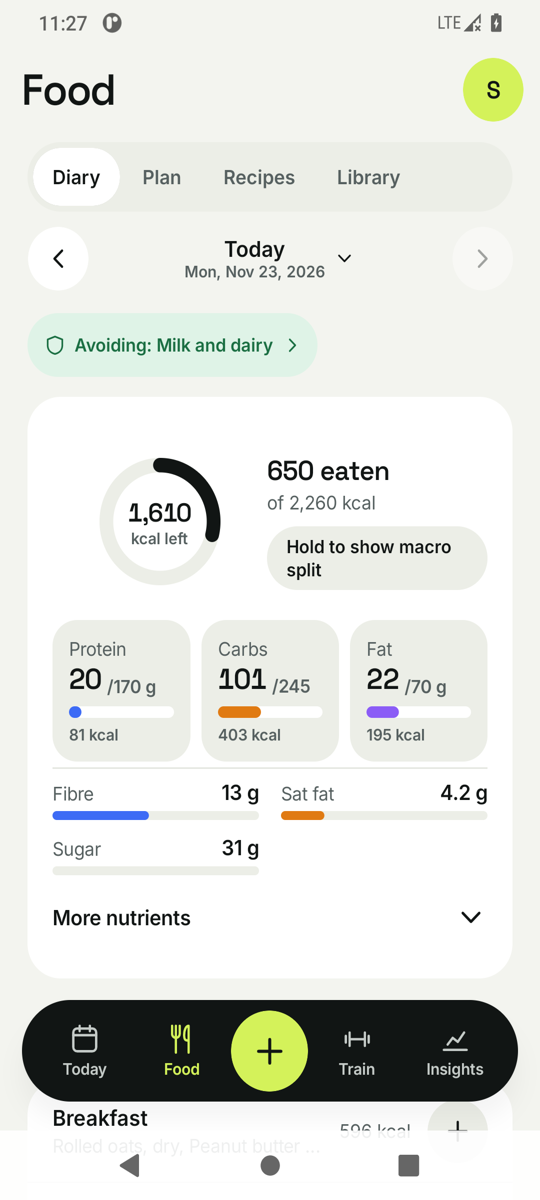 11:27
LTE
Food
S
Diary Plan Recipes Library
Today
Mon, Nov 23, 2026
Avoiding: Milk and dairy
1,610
kcal left
650 eaten
of 2,260 kcal
Hold to show macro
split
Protein
20 /170 g
81 kcal
Carbs
101 /245
403 kcal
Fat
22 /70 g
195 kcal
Fibre 13 g
Sat fat 4.2 g
Sugar 31 g
More nutrients
Today Food Train Insights
Breakfast
596 kcal
Rolled oats, dry, Peanut butter ...